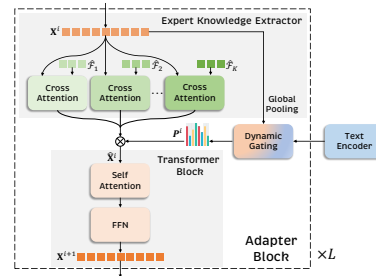 Expert Knowledge Extractor
X^i
F̂_1
F̂_2
F̂_K
Cross
Attention
Cross
Attention
...
Cross
Attention
Global
Pooling
P^i
Dynamic
Gating
Text
Encoder
X̂^i
Transformer
Block
Self
Attention
FFN
X^{i+1}
Adapter
Block
×L